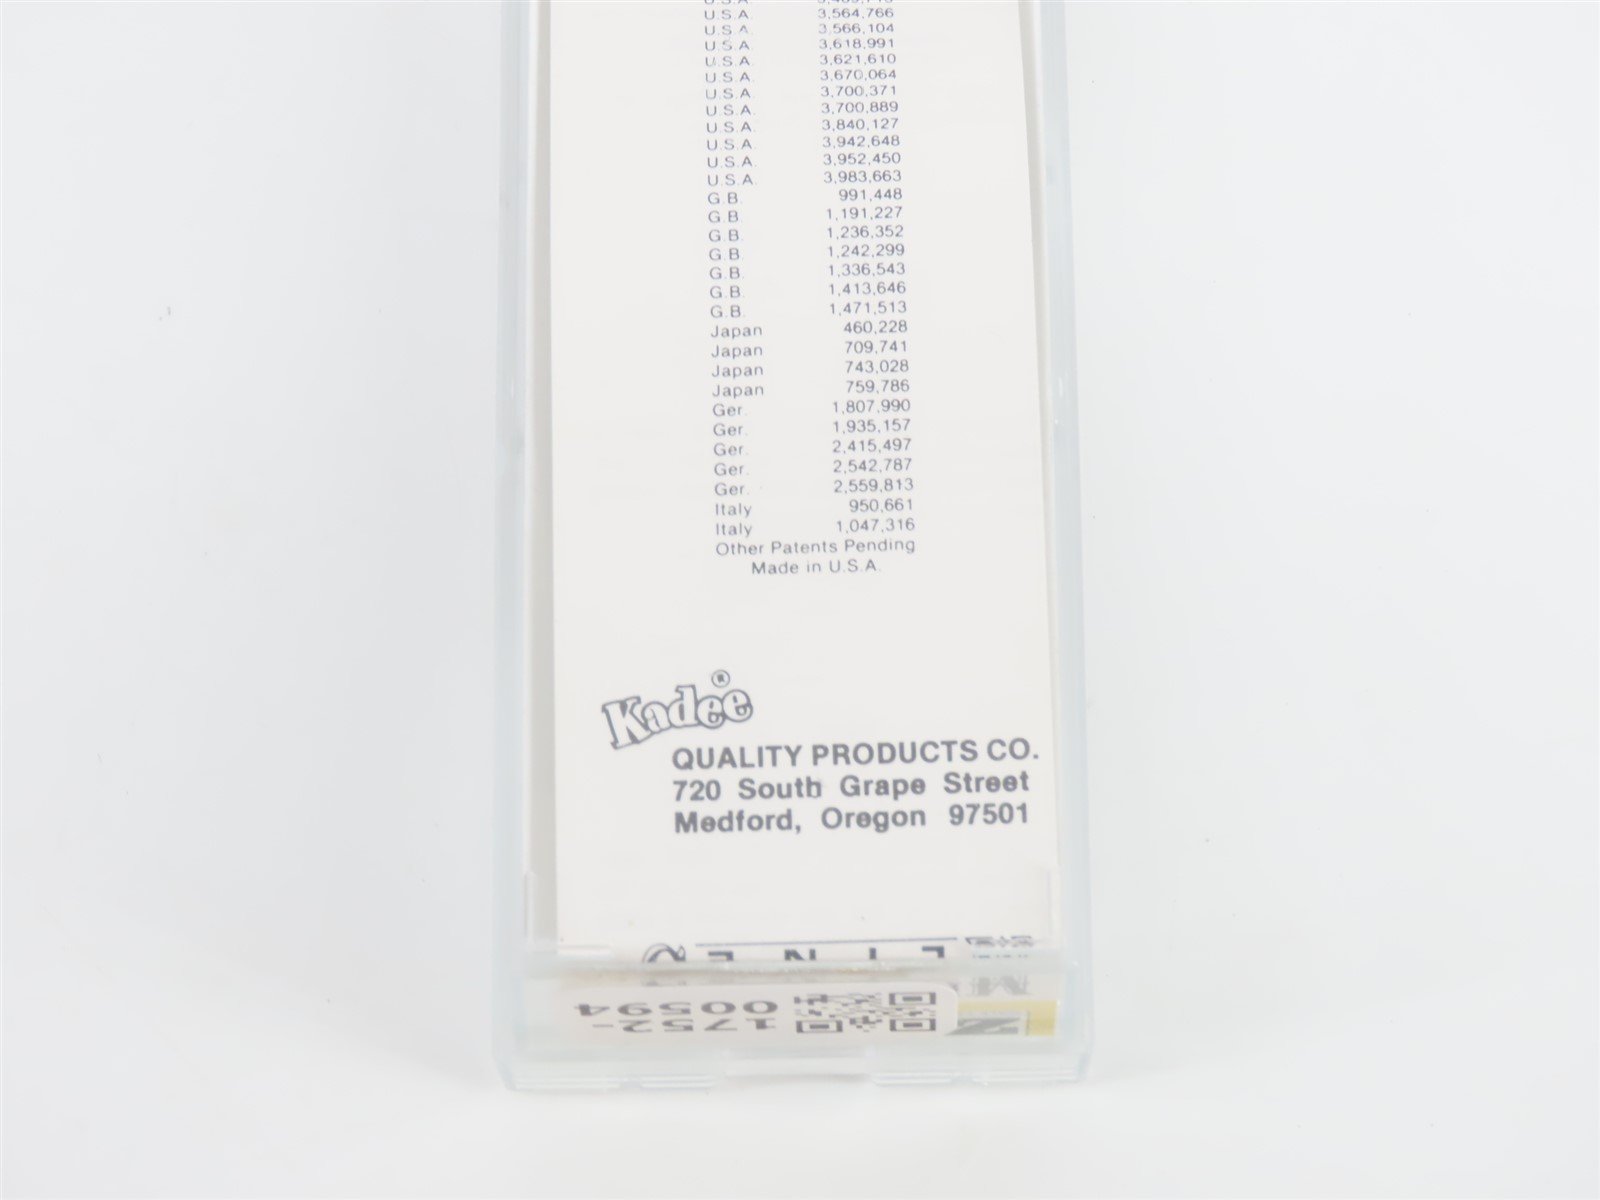 U.S.A. 3,564,766
U.S.A. 3,566,104
U.S.A. 3,618,991
U.S.A. 3,621,610
U.S.A. 3,670,064
U.S.A. 3,700,371
U.S.A. 3,700,889
U.S.A. 3,840,127
U.S.A. 3,942,648
U.S.A. 3,952,450
U.S.A. 3,983,663
G.B. 991,448
G.B. 1,191,227
G.B. 1,236,352
G.B. 1,242,299
G.B. 1,336,543
G.B. 1,413,646
G.B. 1,471,513
Japan 460,228
Japan 709,741
Japan 743,028
Japan 759,786
Ger. 1,807,990
Ger. 1,935,157
Ger. 2,415,497
Ger. 2,542,787
Ger. 2,559,813
Italy 950,661
Italy 1,047,316
Other Patents Pending
Made in U.S.A.
Kadee®
QUALITY PRODUCTS CO.
720 South Grape Street
Medford, Oregon 97501
LINE
1752-
00594